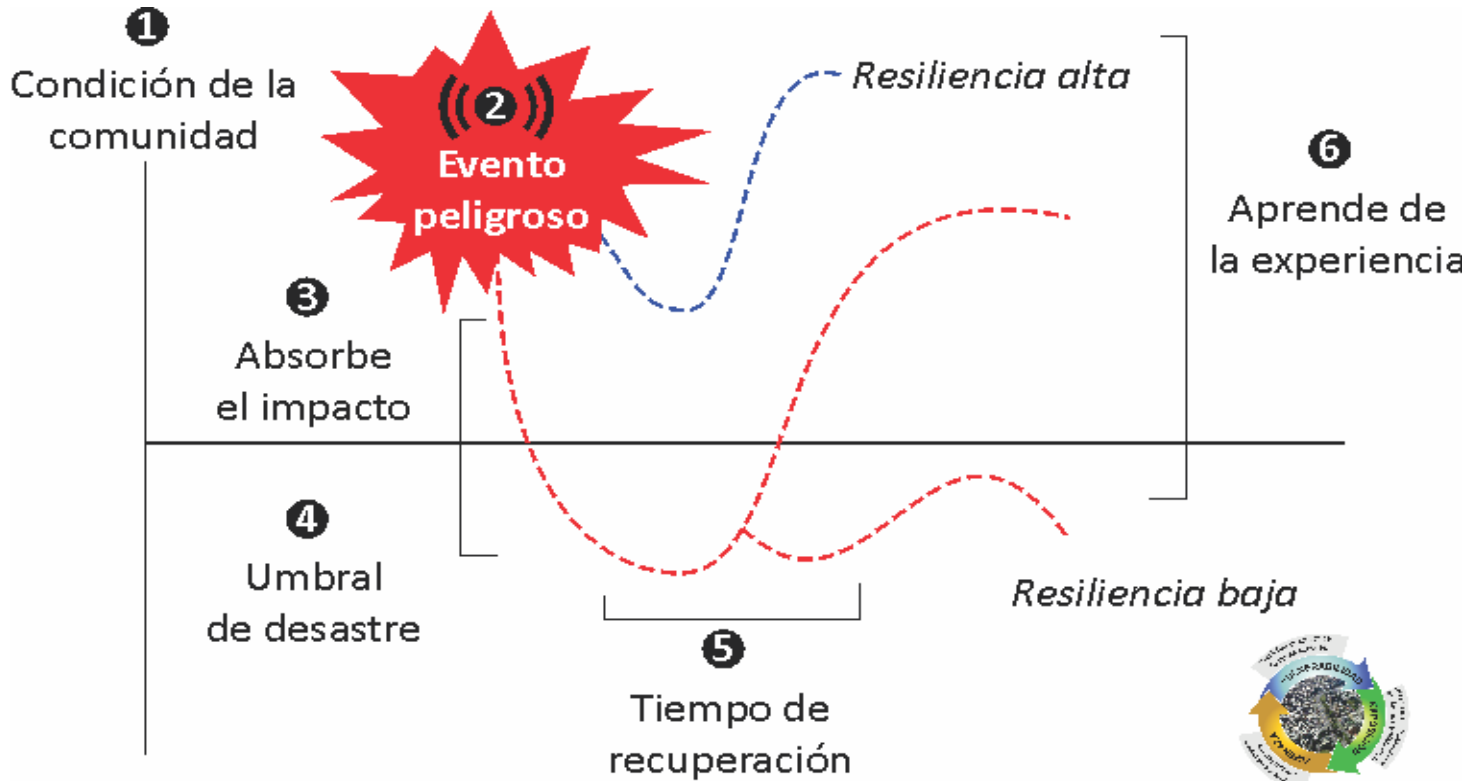 1
Condición de la
comunidad
2
Evento
peligroso
3
Absorbe
el impacto
4
Umbral
de desastre
5
Tiempo de
recuperación
Resiliencia alta
Resiliencia baja
6
Aprende de
la experiencia